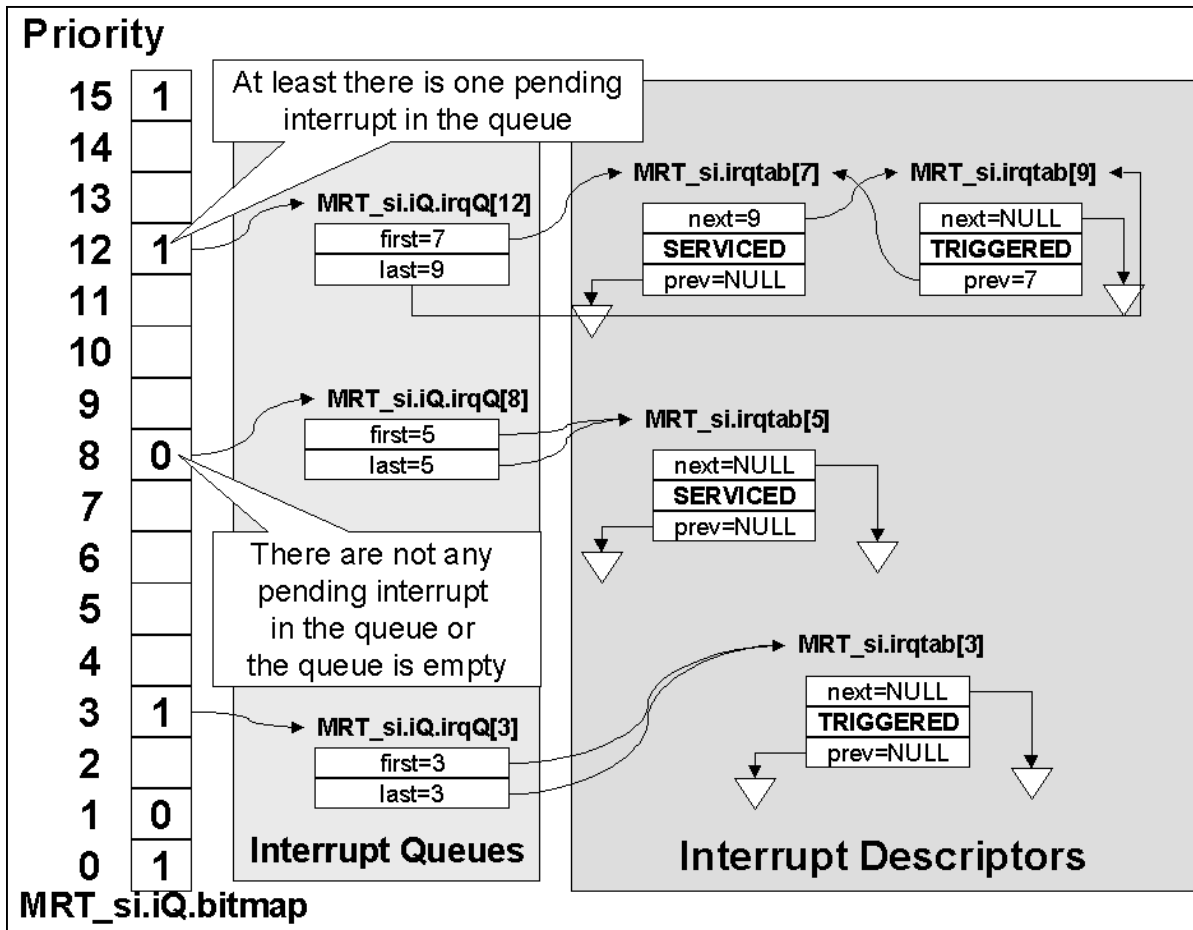 Priority
15 1
14
13
12 1
11
10
9
8 0
7
6
5
4
3 1
2
1 0
0 1
MRT_si.iQ.bitmap
At least there is one pending
interrupt in the queue
There are not any
pending interrupt
in the queue or
the queue is empty
MRT_si.iQ.irqQ[12]
first=7
last=9
MRT_si.iQ.irqQ[8]
first=5
last=5
MRT_si.iQ.irqQ[3]
first=3
last=3
Interrupt Queues
MRT_si.irqtab[7]
next=9
SERVICED
prev=NULL
MRT_si.irqtab[9]
next=NULL
TRIGGERED
prev=7
MRT_si.irqtab[5]
next=NULL
SERVICED
prev=NULL
MRT_si.irqtab[3]
next=NULL
TRIGGERED
prev=NULL
Interrupt Descriptors